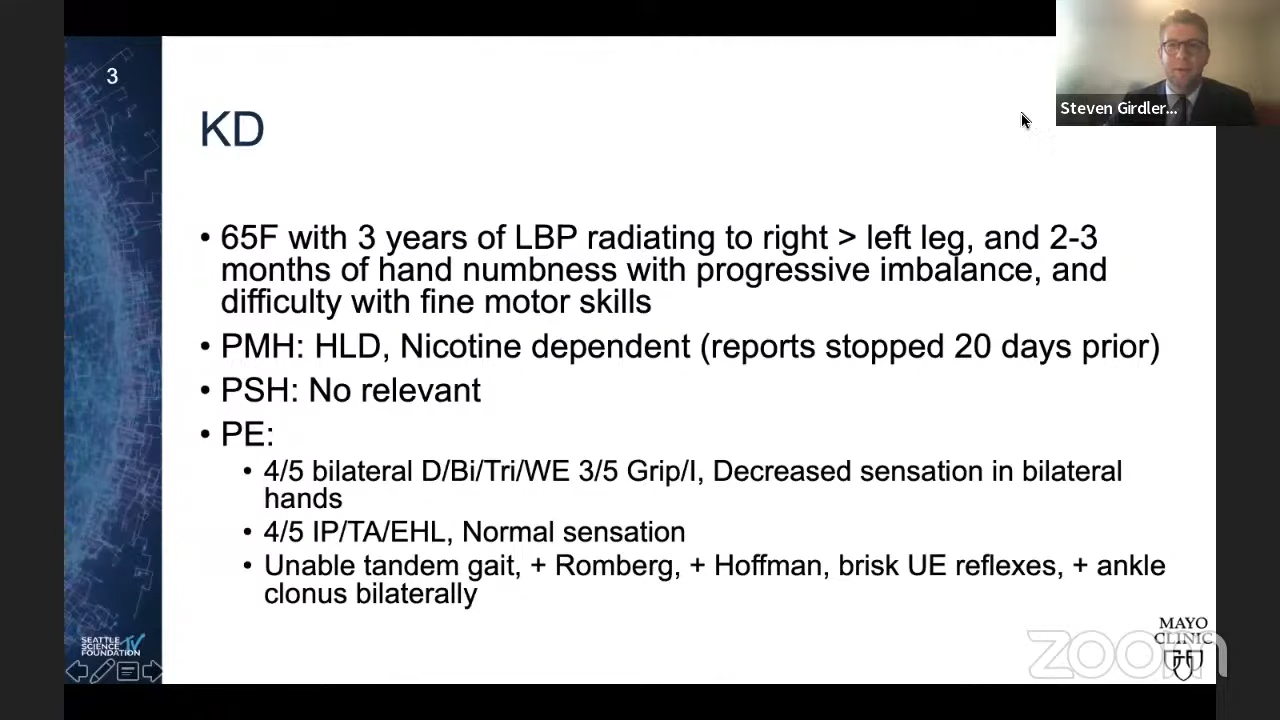 3
Steven Girdler...
KD
• 65F with 3 years of LBP radiating to right > left leg, and 2-3
months of hand numbness with progressive imbalance, and
difficulty with fine motor skills
• PMH: HLD, Nicotine dependent (reports stopped 20 days prior)
• PSH: No relevant
• PE:
• 4/5 bilateral D/Bi/Tri/WE 3/5 Grip/I, Decreased sensation in bilateral
hands
• 4/5 IP/TA/EHL, Normal sensation
• Unable tandem gait, + Romberg, + Hoffman, brisk UE reflexes, + ankle
clonus bilaterally
SEATTLE
SCIENCE
FOUNDATION
TV
MAYO
CLINIC
zoom